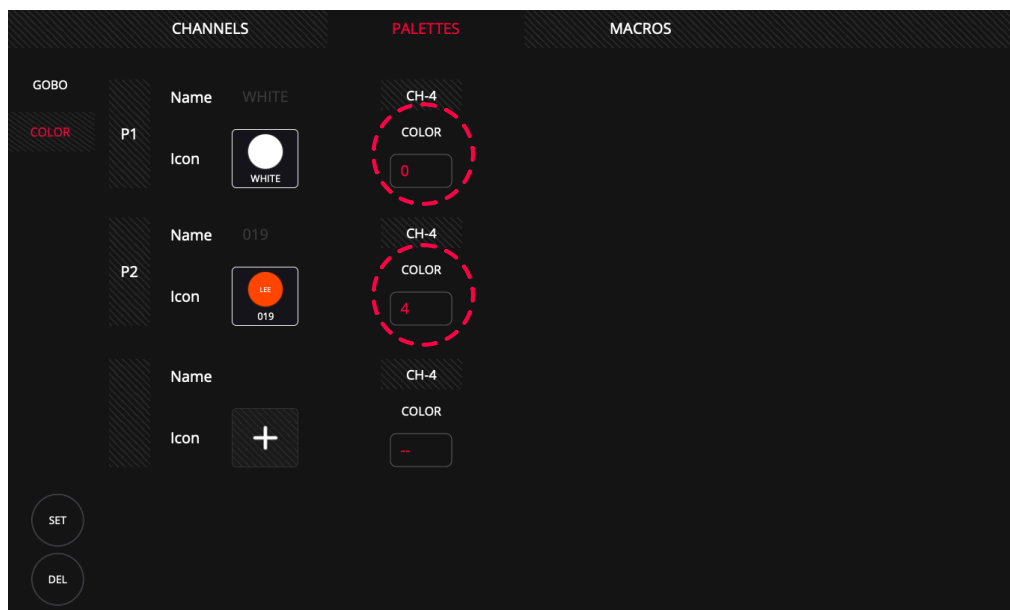 CHANNELS PALETTES MACROS
GOBO
COLOR
P1
Name WHITE
Icon
WHITE
CH-4
COLOR
0
P2
Name 019
Icon
LEE
019
CH-4
COLOR
4
Name
Icon
+
CH-4
COLOR
--
SET
DEL